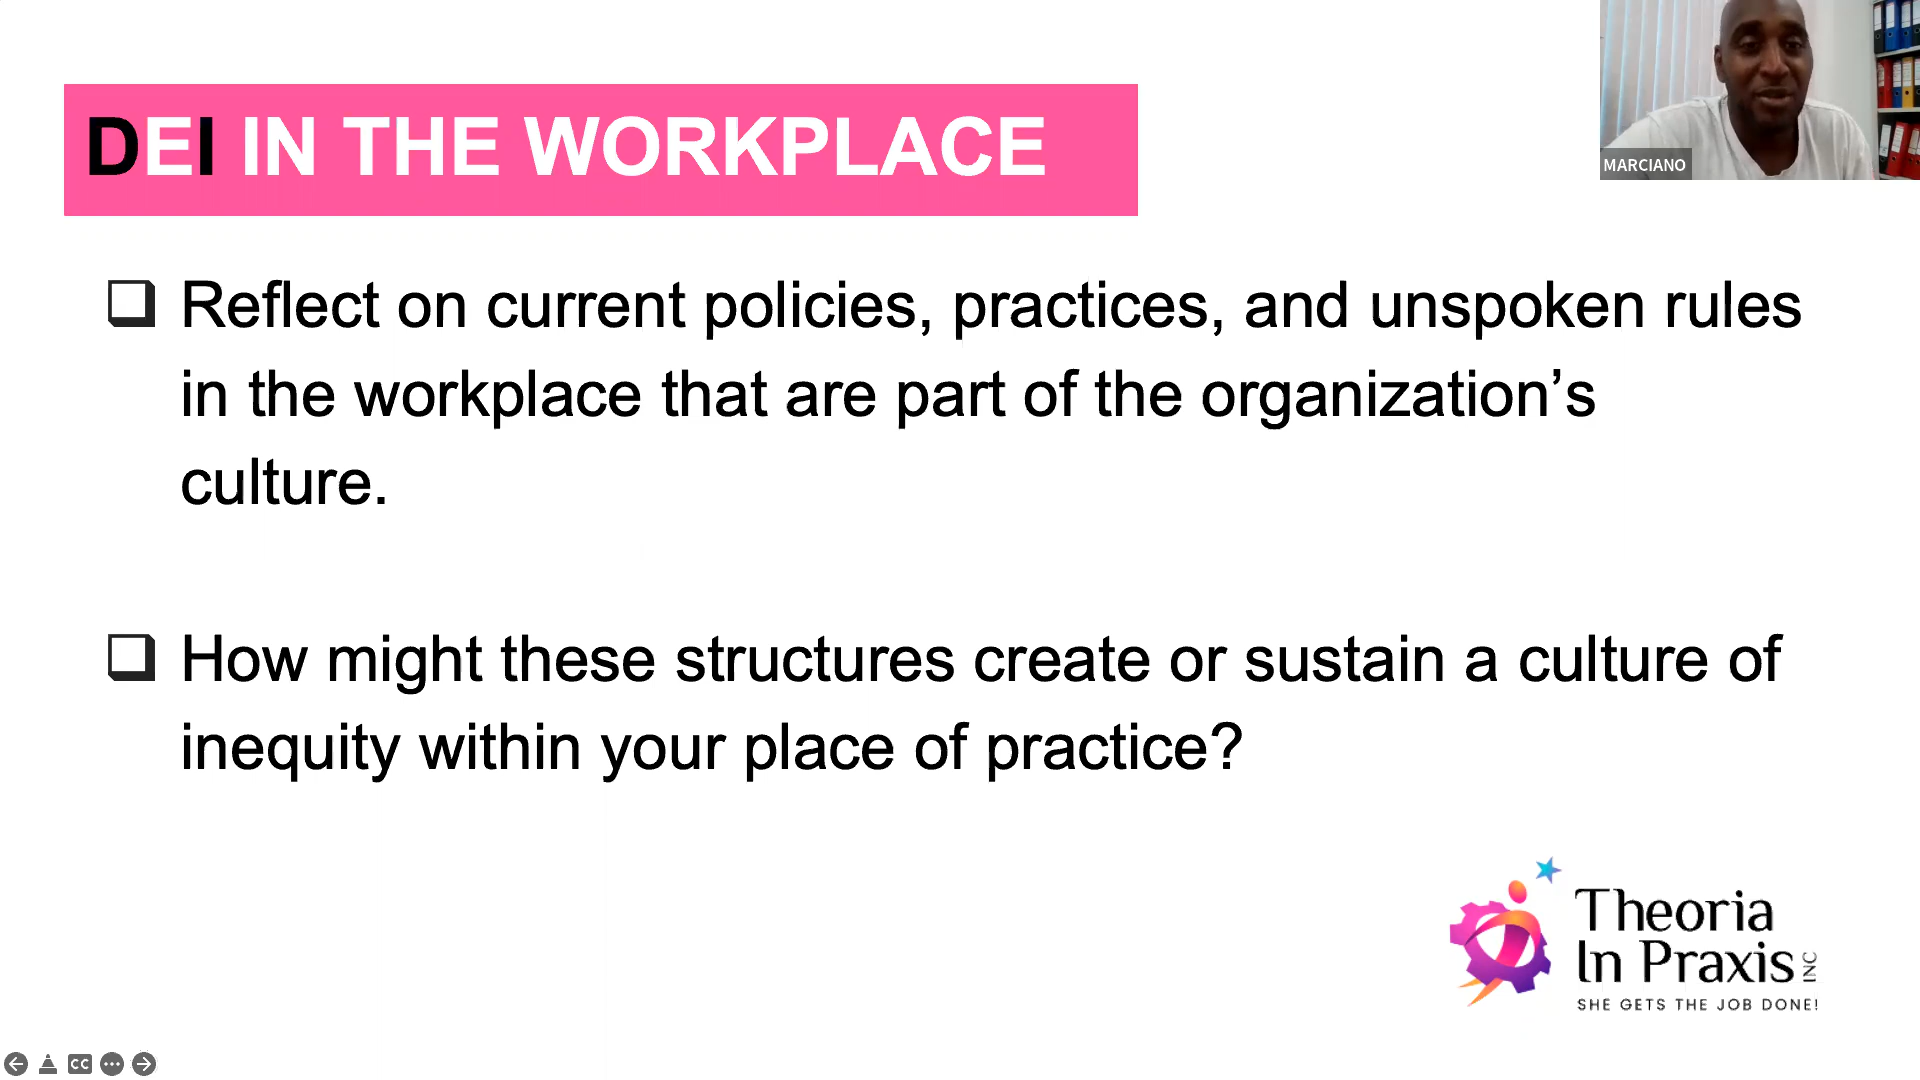 DEI IN THE WORKPLACE
MARCIANO
Reflect on current policies, practices, and unspoken rules
in the workplace that are part of the organization’s
culture.
How might these structures create or sustain a culture of
inequity within your place of practice?
Theoria
In Praxis INC
SHE GETS THE JOB DONE!
CC